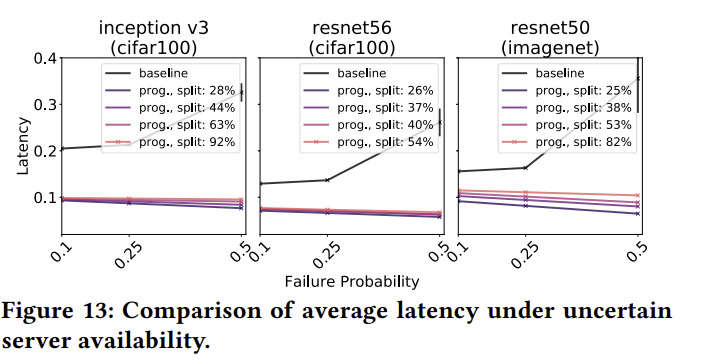 inception v3
(cifar100)
resnet56
(cifar100)
resnet50
(imagenet)
0.4
0.3
0.2
0.1
Latency
baseline
prog., split: 28%
44%
63%
prog., split: 92%
baseline
prog., split: 26%
prog., split: 37%
prog., split: 40%
prog., split: 54%
baseline
prog., split: 25%
prog., split: 38%
prog., split: 53%
prog., split: 82%
0.1
0.25
0.5
0.1
0.25
0.5
0.1
0.25
0.5
Failure Probability
Figure 13: Comparison of average latency under uncertain
server availability.